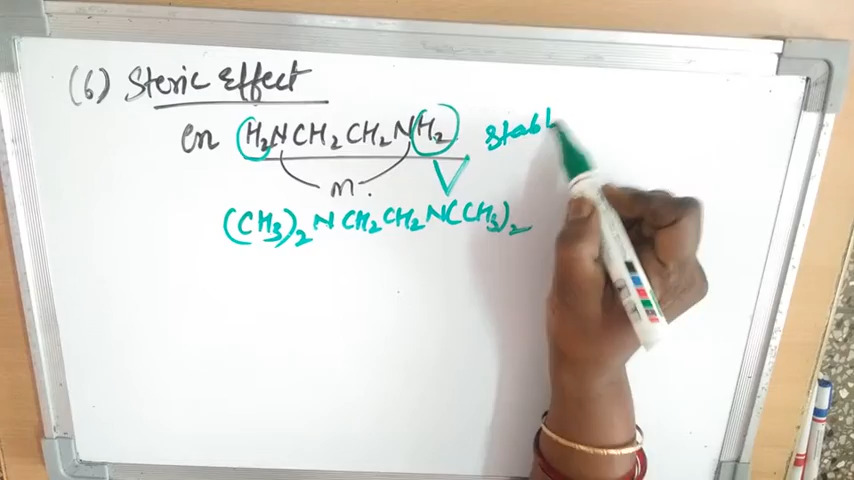 (6) Steric Effect
en H₂NCH₂CH₂NH₂ Stabl
m.
(CH₃)₂NCH₂CH₂N(CH₃)₂